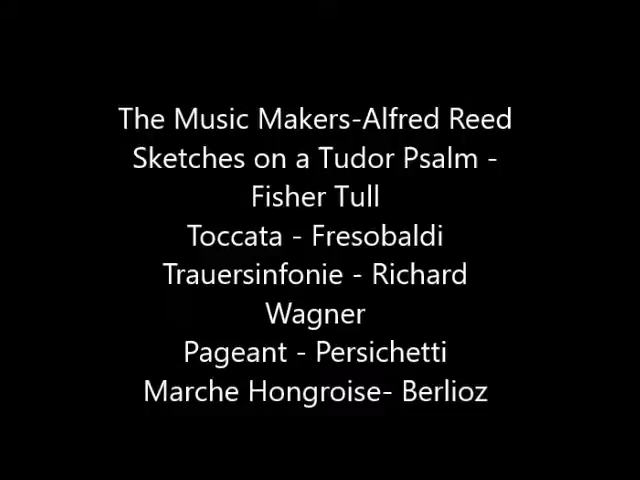 The Music Makers-Alfred Reed
Sketches on a Tudor Psalm -
Fisher Tull
Toccata - Fresobaldi
Trauersinfonie - Richard
Wagner
Pageant - Persichetti
Marche Hongroise- Berlioz